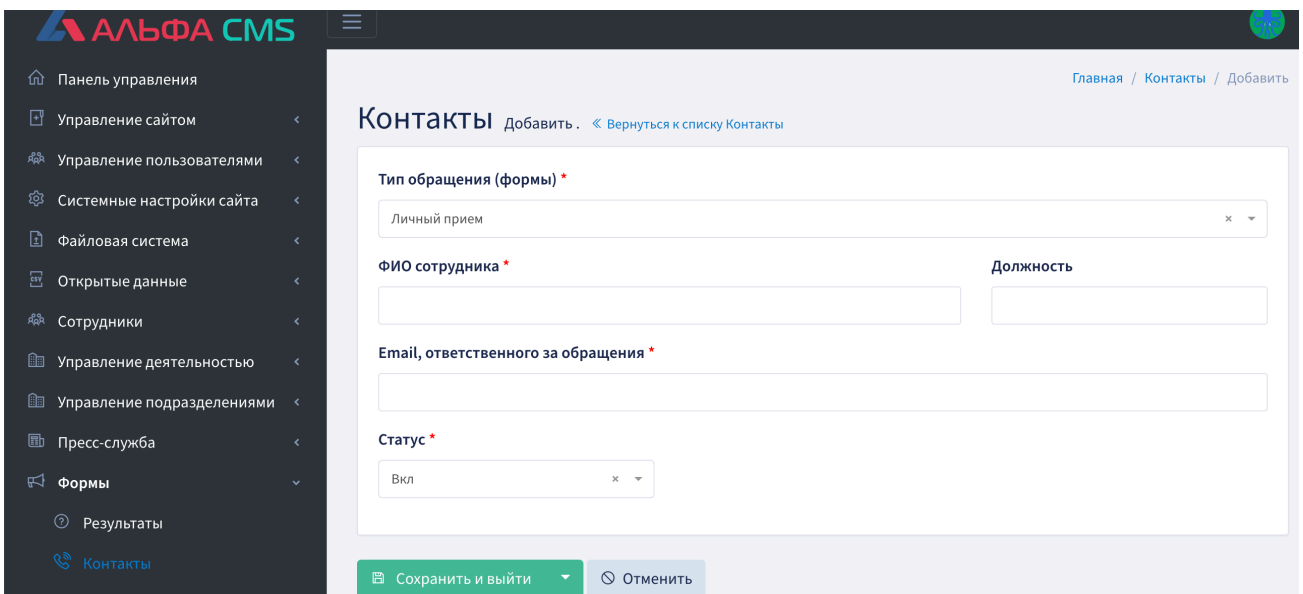 АЛЬФА CMS
Главная / Контакты / Добавить
Панель управления
Управление сайтом
Управление пользователями
Системные настройки сайта
Файловая система
Открытые данные
Сотрудники
Управление деятельностью
Управление подразделениями
Пресс-служба
Формы
Результаты
Контакты
Контакты Добавить. « Вернуться к списку Контакты
Тип обращения (формы) *
Личный прием × 
ФИО сотрудника * Должность
Email, ответственного за обращения *
Статус *
Вкл ×
Сохранить и выйти Отменить